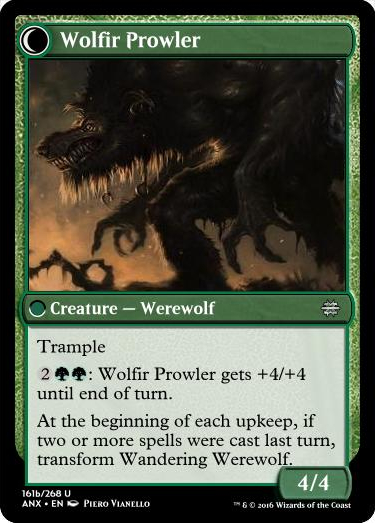 Wolfir Prowler
Creature — Werewolf
Trample
2: Wolfir Prowler gets +4/+4
until end of turn.
At the beginning of each upkeep, if
two or more spells were cast last turn,
transform Wandering Werewolf.
4/4
161b/268 U
ANX • EN Piero Vianello
™ & © 2016 Wizards of the Coast